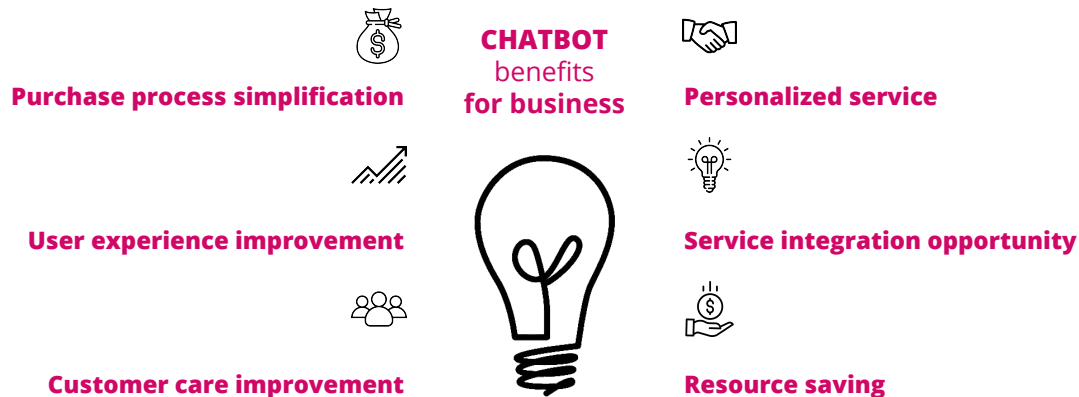 CHATBOT
benefits
for business
Purchase process simplification
Personalized service
User experience improvement
Service integration opportunity
Customer care improvement
Resource saving